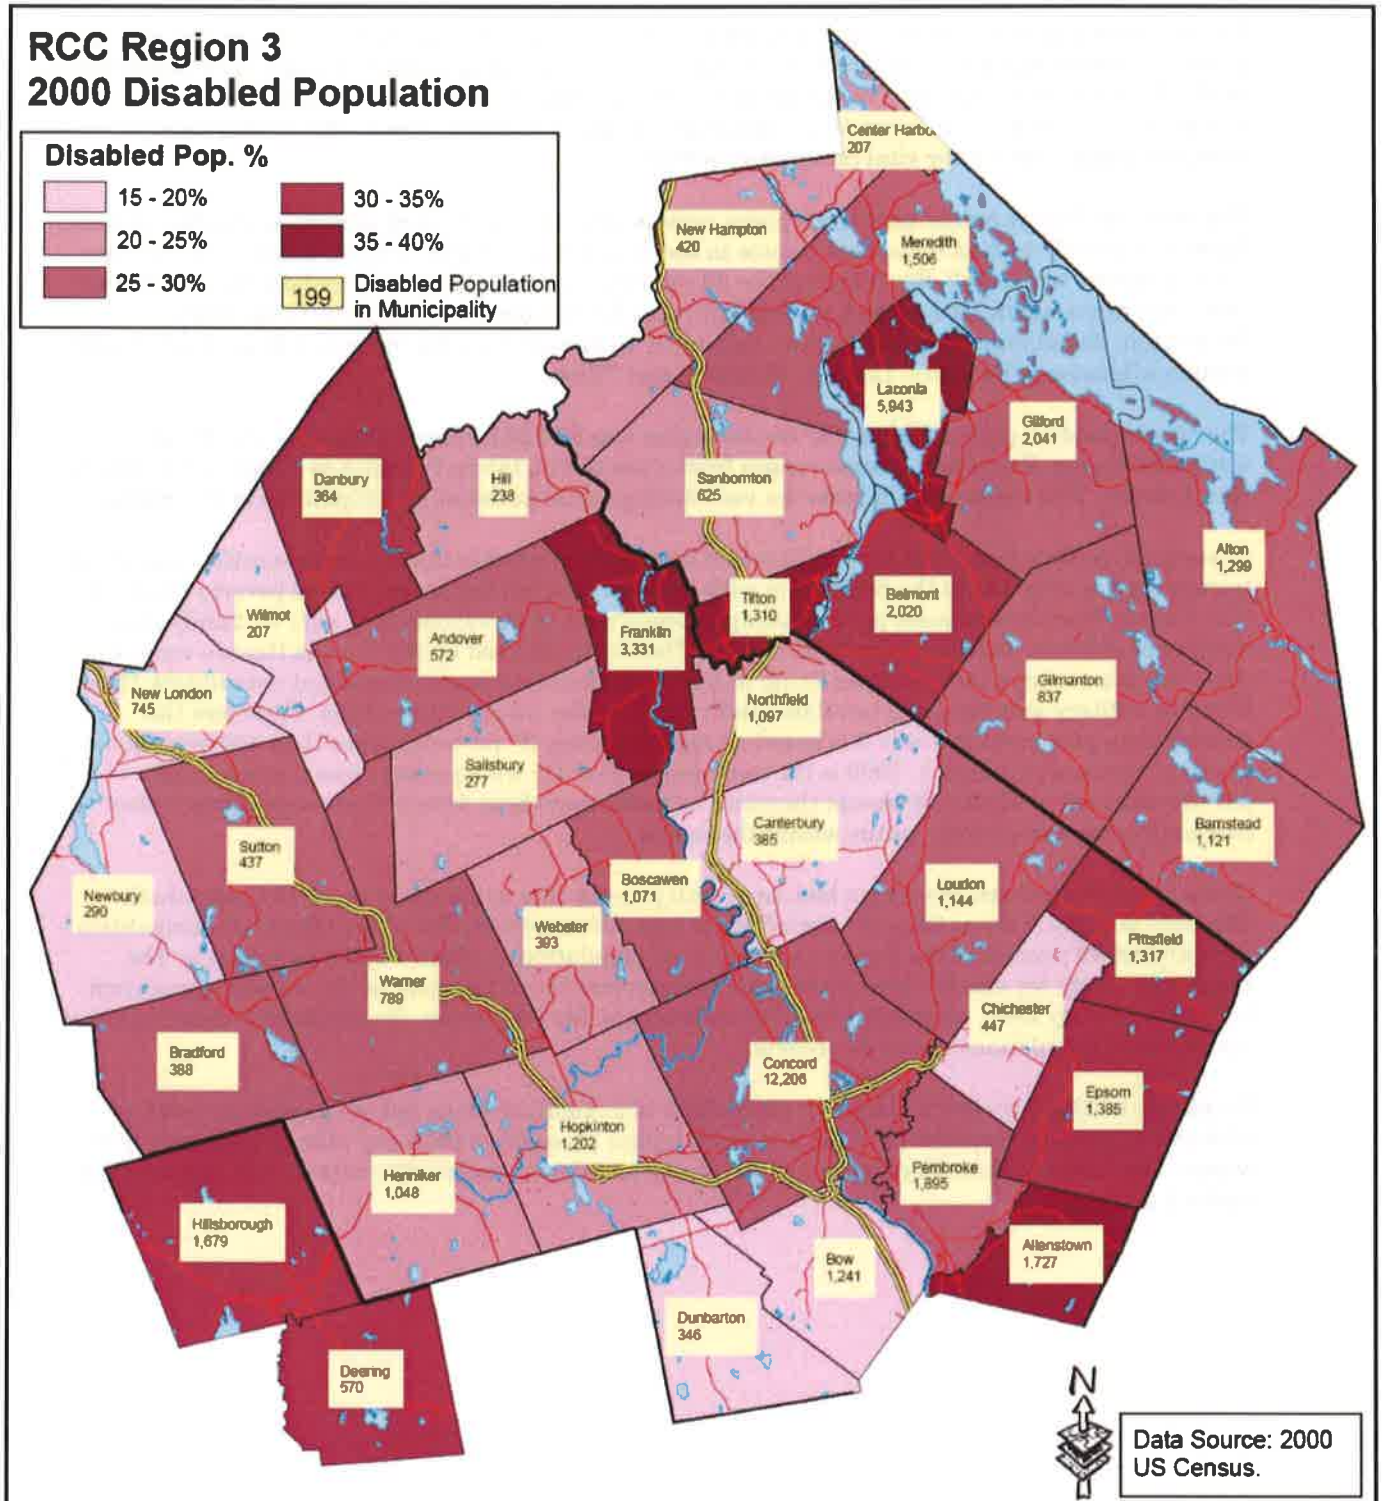 RCC Region 3
2000 Disabled Population
Disabled Pop. %
15 - 20%
20 - 25%
25 - 30%
30 - 35%
35 - 40%
199
Disabled Population
in Municipality
Center Harbo
207
New Hampton
420
Meredith
1,506
Laconia
5,943
Gilford
2,041
Danbury
364
Hill
238
Sanbornton
625
Alton
1,299
Wilmot
207
Andover
572
Franklin
3,331
Tilton
1,310
Belmont
2,020
New London
745
Northfield
1,097
Gilmanton
837
Salisbury
277
Sutton
437
Canterbury
385
Barnstead
1,121
Newbury
290
Boscawen
1,071
Loudon
1,144
Webster
393
Pittsfield
1,317
Warner
789
Chichester
447
Bradford
388
Concord
12,206
Epsom
1,385
Hopkinton
1,202
Henniker
1,048
Pembroke
1,895
Hillsborough
1,679
Allenstown
1,727
Bow
1,241
Dunbarton
346
Deering
570
N
Data Source: 2000
US Census.